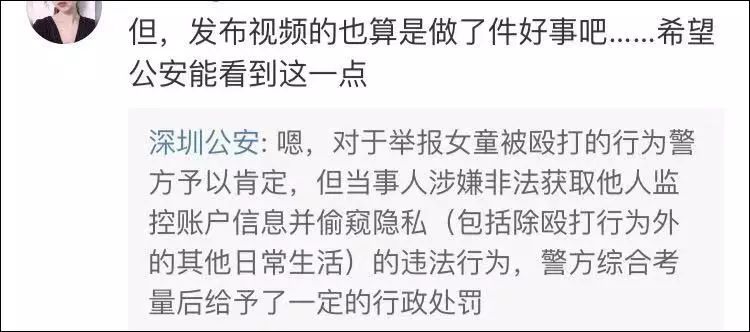 但，发布视频的也算是做了件好事吧……希望
公安能看到这一点
深圳公安: 嗯，对于举报女童被殴打的行为警
方予以肯定，但当事人涉嫌非法获取他人监
控账户信息并偷窥隐私（包括除殴打行为外
的其他日常生活）的违法行为，警方综合考
量后给予了一定的行政处罚